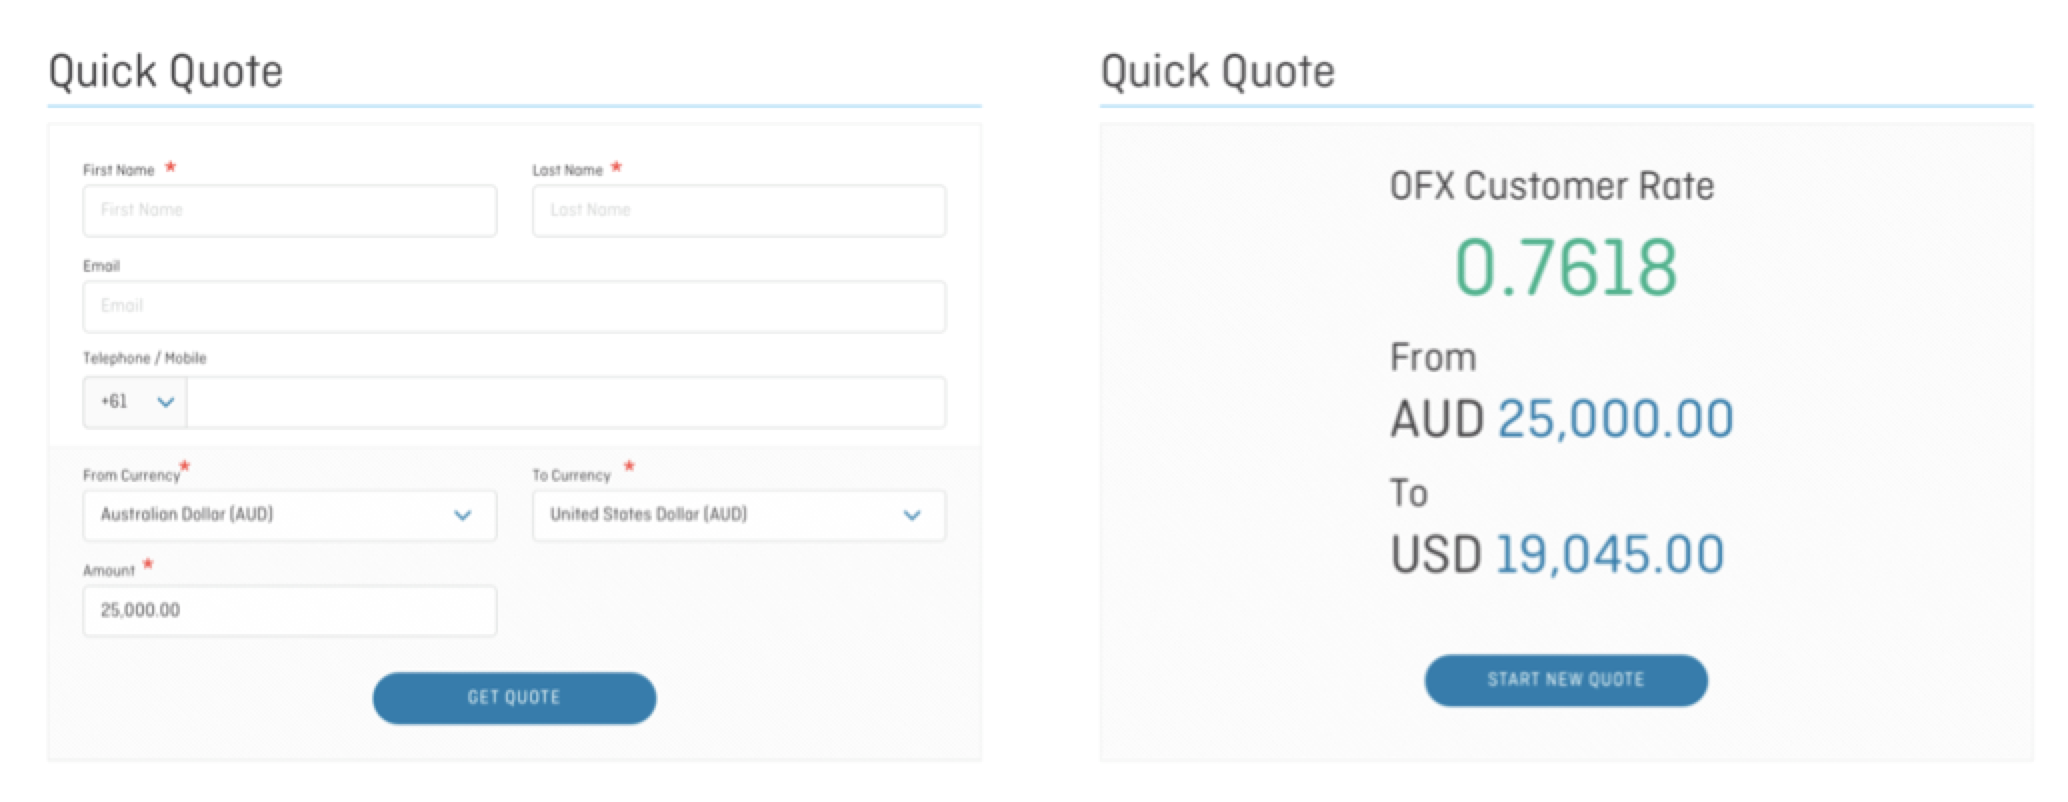 Quick Quote
First Name *
Last Name *
First Name
Last Name
Email
Email
Telephone / Mobile
+61
From Currency*
To Currency *
Australian Dollar (AUD)
United States Dollar (AUD)
Amount *
25,000.00
GET QUOTE
Quick Quote
OFX Customer Rate
0.7618
From
AUD 25,000.00
To
USD 19,045.00
START NEW QUOTE